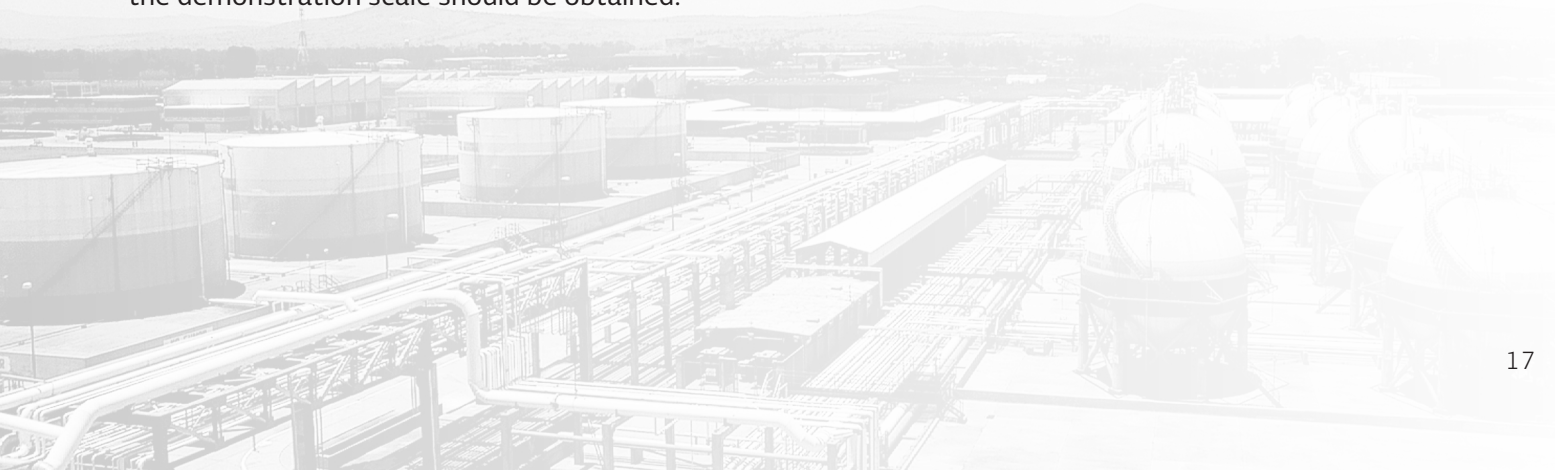 the demonstration scale should be obtained.
17